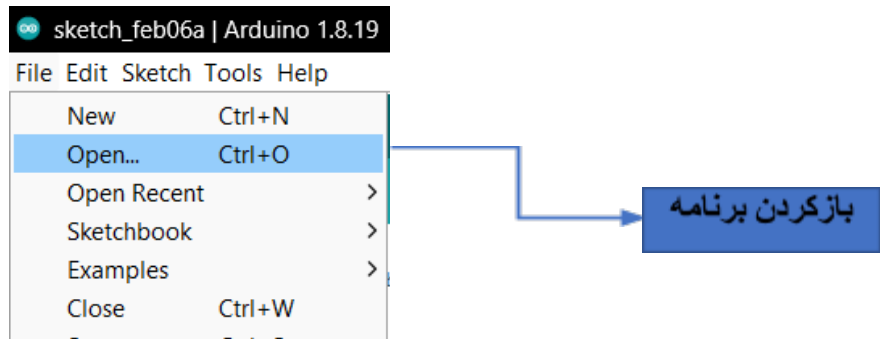 sketch_feb06a | Arduino 1.8.19
File Edit Sketch Tools Help
New Ctrl+N
Open... Ctrl+O
Open Recent
Sketchbook
Examples
Close Ctrl+W
بازکردن برنامه